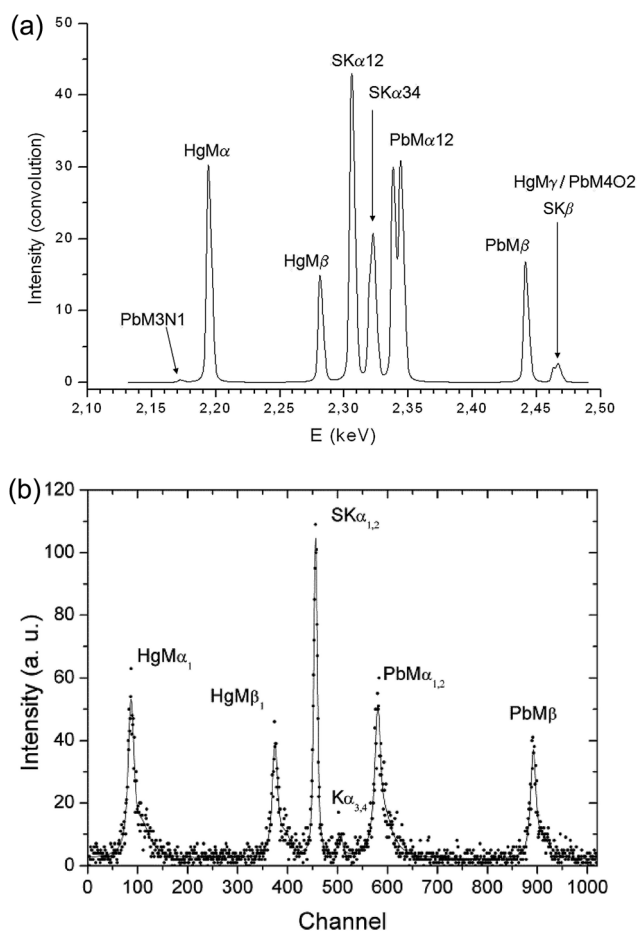 (a)
50
40
30
20
10
0
Intensity (convolution)
SKα12
SKα34
HgMα
PbMα12
HgMγ / PbM4O2
SKβ
HgMβ
PbMβ
PbM3N1
2,10 2,15 2,20 2,25 2,30 2,35 2,40 2,45 2,50
E (keV)
(b)
120
100
80
60
40
20
0
Intensity (a. u.)
SKα1,2
HgMα1
HgMβ1
PbMα1,2
PbMβ
Kα3,4
0 100 200 300 400 500 600 700 800 900 1000
Channel